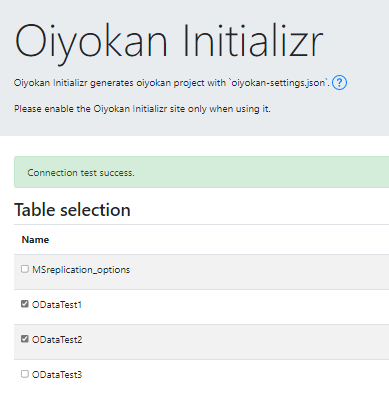 Oiyokan Initializr
Oiyokan Initializr generates oiyokan project with `oiyokan-settings.json`. ?
Please enable the Oiyokan Initializr site only when using it.
Connection test success.
Table selection
Name
MSreplication_options
ODataTest1
ODataTest2
ODataTest3